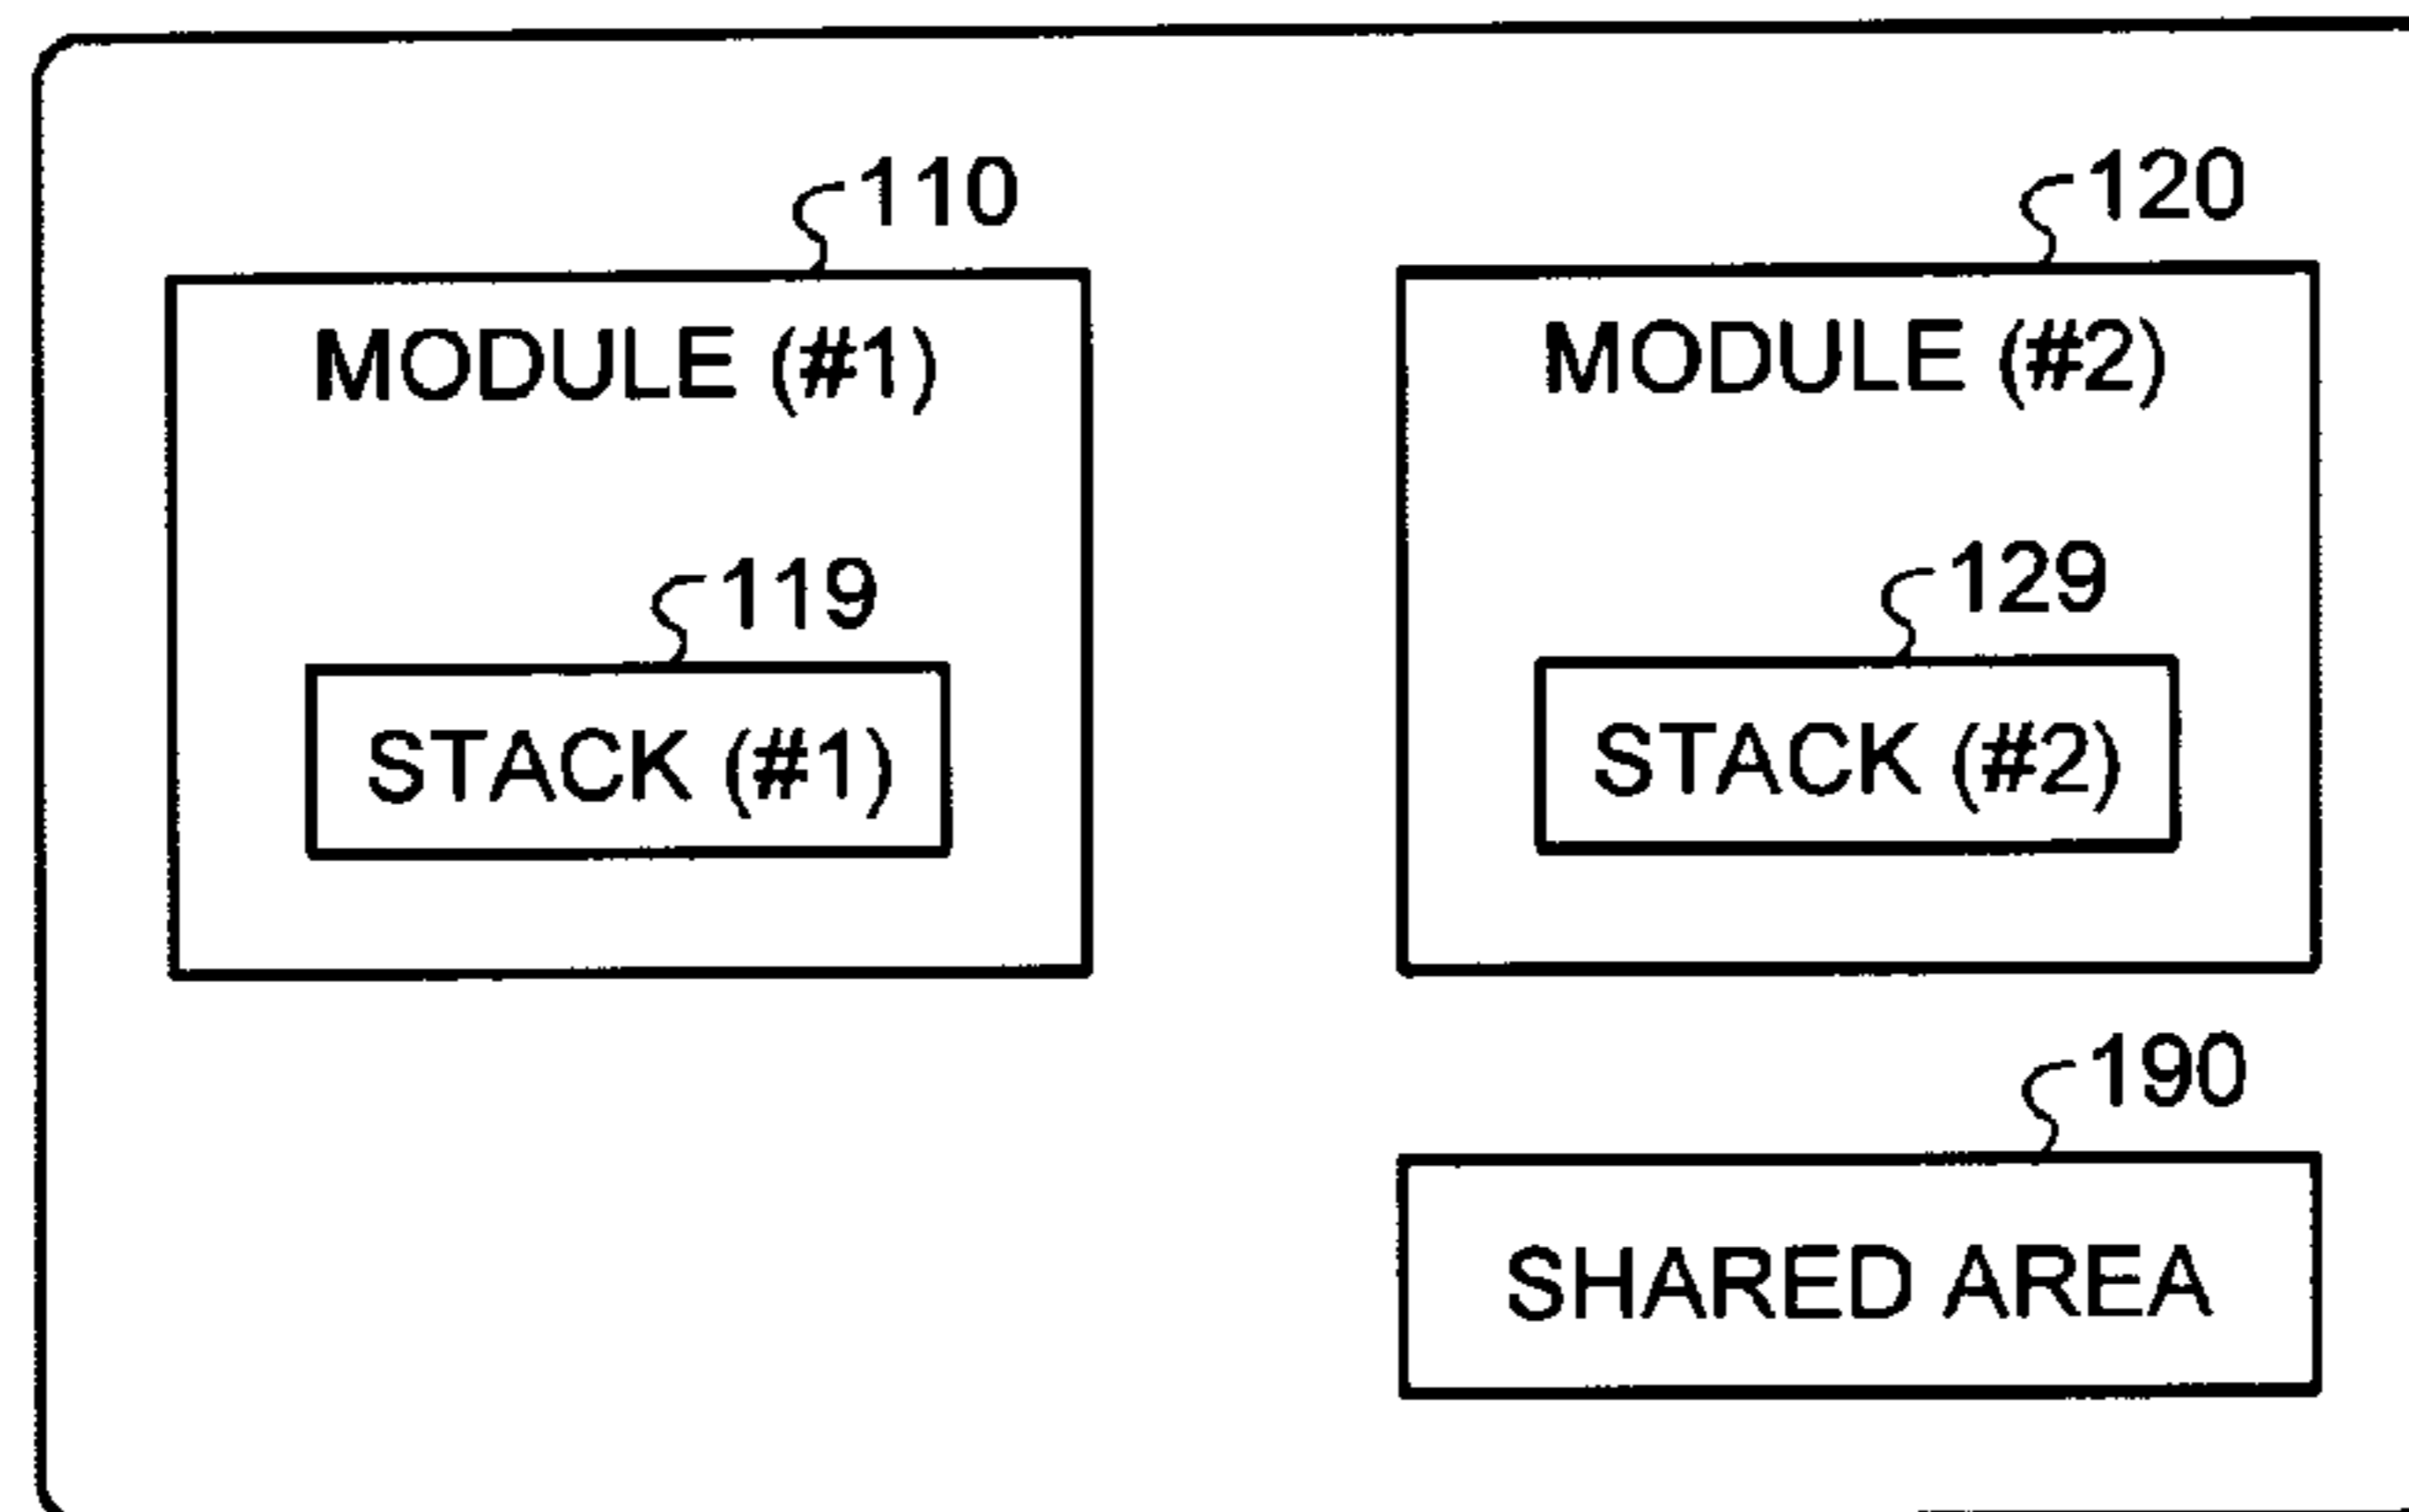 110
MODULE (#1)
119
STACK (#1)
120
MODULE (#2)
129
STACK (#2)
190
SHARED AREA